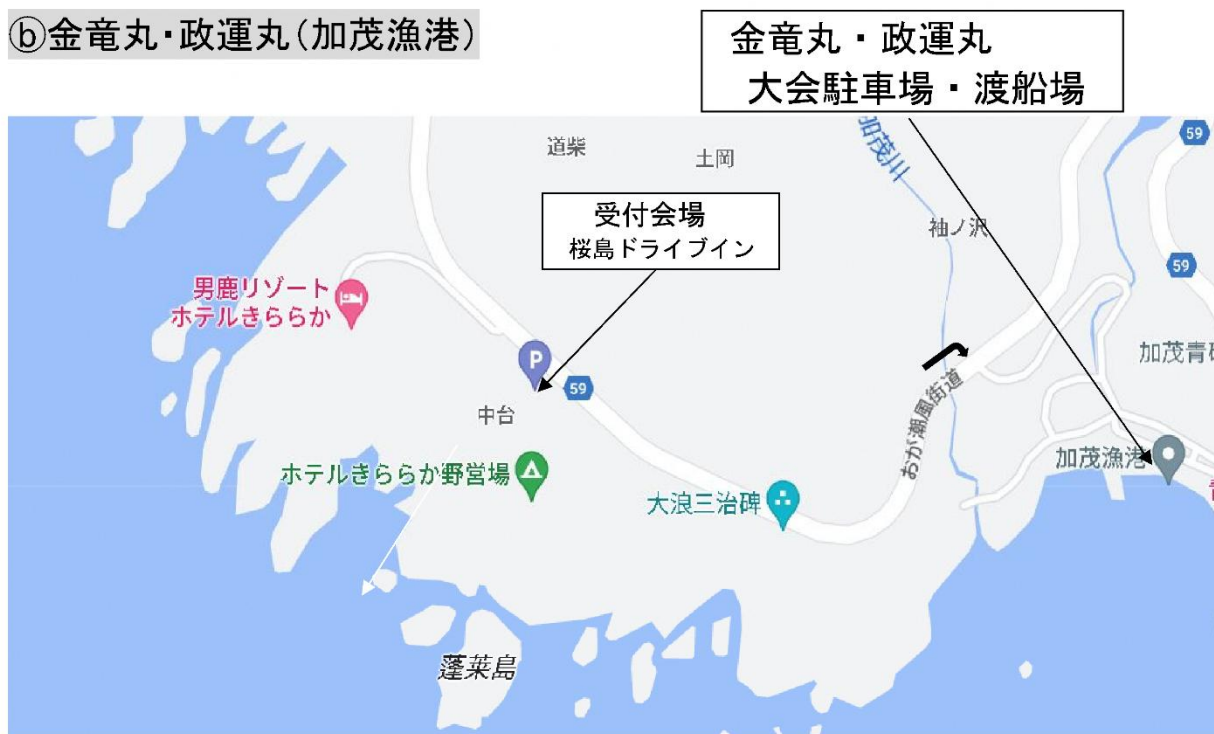 ⓑ金竜丸・政運丸(加茂漁港)
金竜丸・政運丸
大会駐車場・渡船場
道柴
土岡
加茂川
59
受付会場
桜島ドライブイン
袖ノ沢
59
男鹿リゾート
ホテルきららか
加茂青
59
中台
おが潮風街道
ホテルきららか野営場
加茂漁港
大浪三治碑
蓬莱島